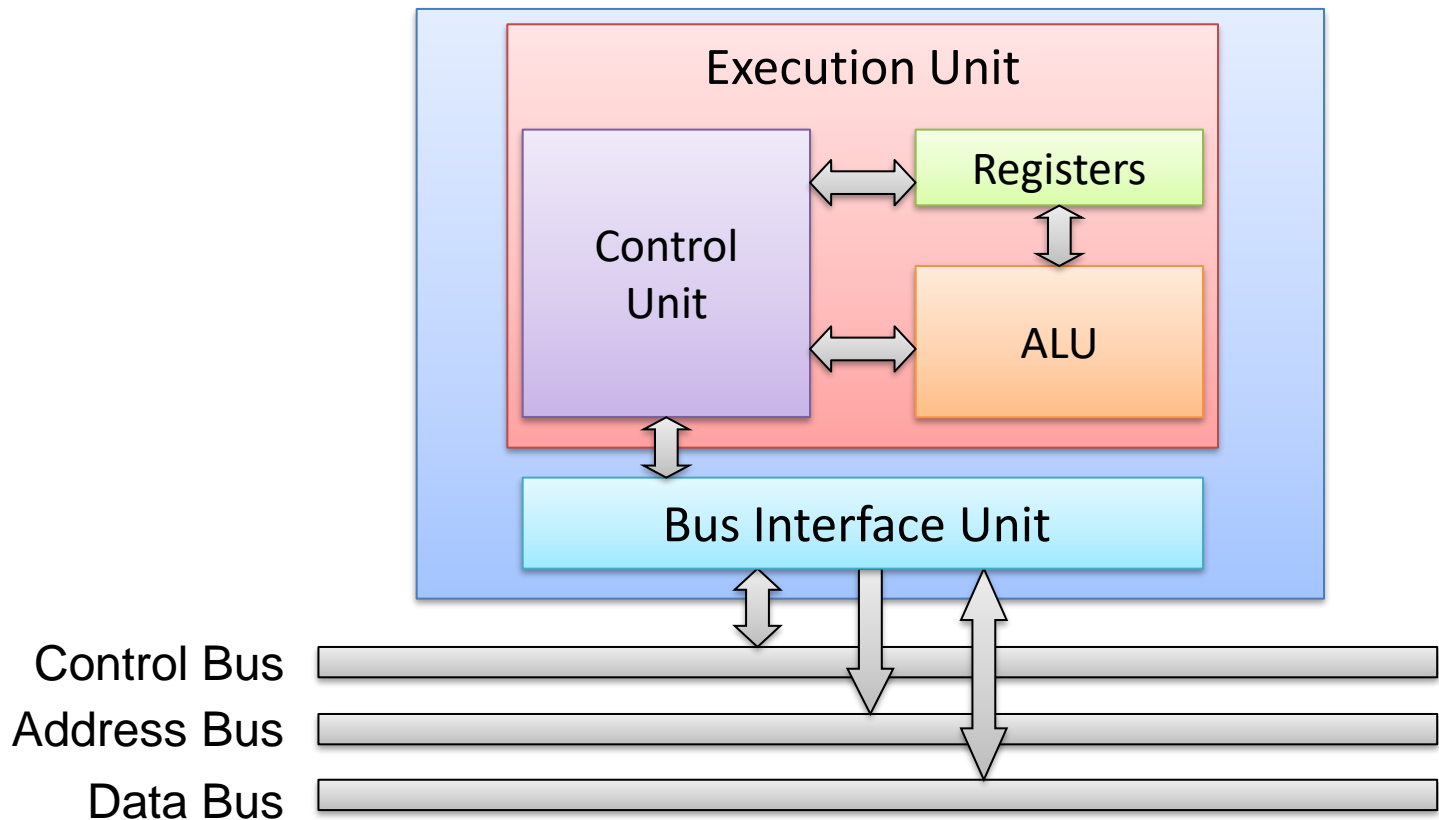 Execution Unit
Registers
Control
Unit
ALU
Bus Interface Unit
Control Bus
Address Bus
Data Bus